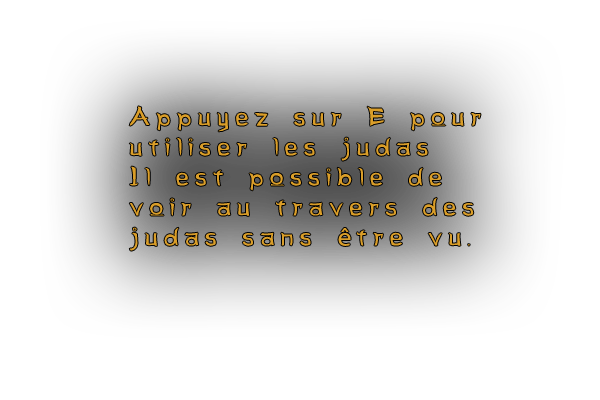 Appuyez sur E pour
utiliser les judas
Il est possible de
voir au travers des
judas sans être vu.